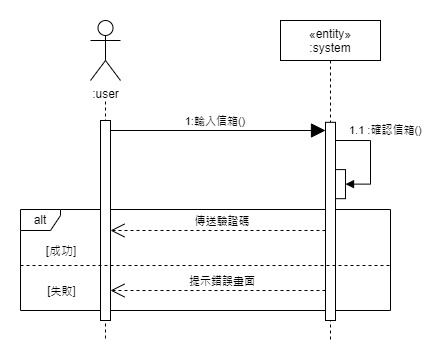 «entity»
:system
:user
1:輸入信箱()
1.1 :確認信箱()
alt
傳送驗證碼
[成功]
提示錯誤畫面
[失敗]